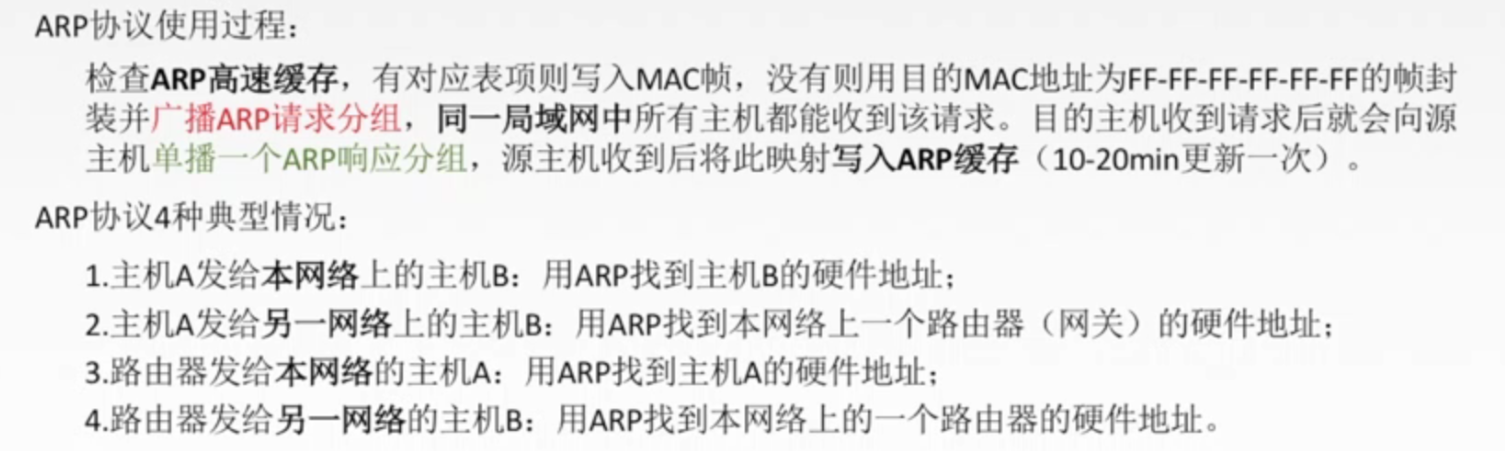 ARP协议使用过程：
检查ARP高速缓存，有对应表项则写入MAC帧，没有则用目的MAC地址为FF-FF-FF-FF-FF-FF的帧封
装并广播ARP请求分组，同一局域网中所有主机都能收到该请求。目的主机收到请求后就会向源
主机单播一个ARP响应分组，源主机收到后将此映射写入ARP缓存（10-20min更新一次）。
ARP协议4种典型情况：
1.主机A发给本网络上的主机B：用ARP找到主机B的硬件地址；
2.主机A发给另一网络上的主机B：用ARP找到本网络上一个路由器（网关）的硬件地址；
3.路由器发给本网络的主机A：用ARP找到主机A的硬件地址；
4.路由器发给另一网络的主机B：用ARP找到本网络上的一个路由器的硬件地址。